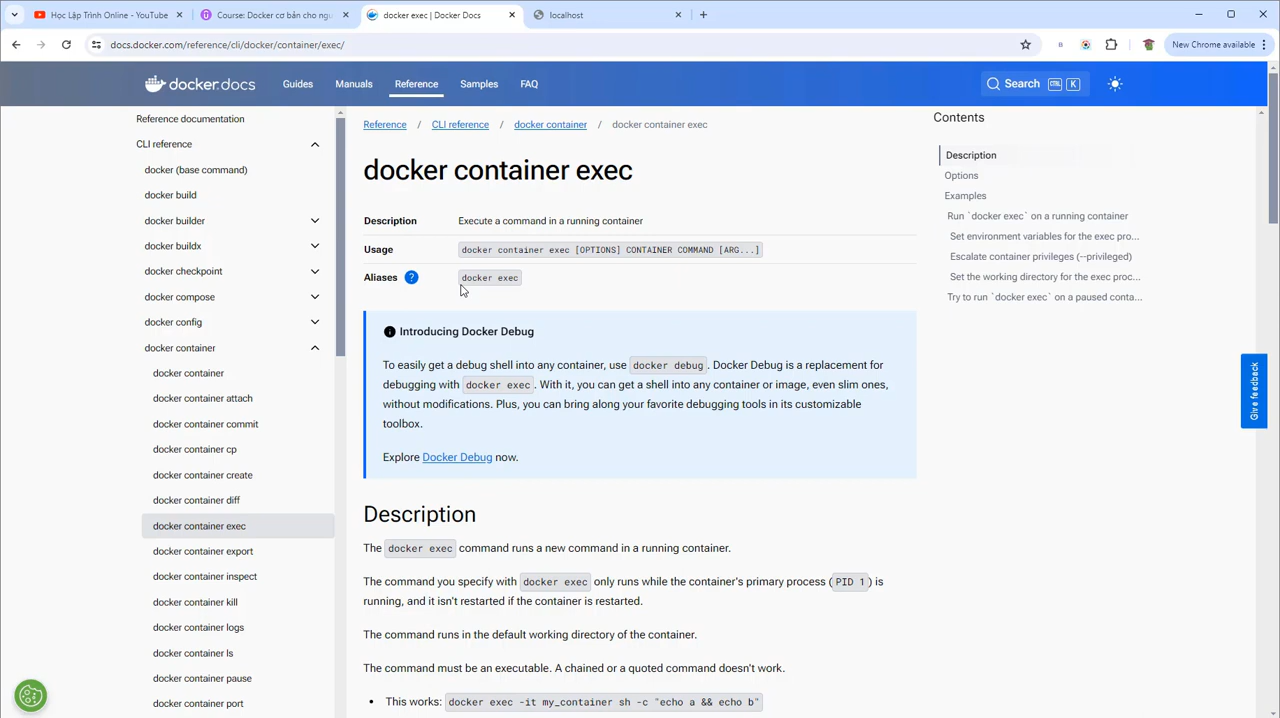 Học Lập Trình Online - YouTube
Course: Docker cơ bản cho ngư
docker exec | Docker Docs
localhost
docs.docker.com/reference/cli/docker/container/exec/
New Chrome available
docker.docs
Guides
Manuals
Reference
Samples
FAQ
Search
CTRL
K
Reference documentation
CLI reference
docker (base command)
docker build
docker builder
docker buildx
docker checkpoint
docker compose
docker config
docker container
docker container
docker container attach
docker container commit
docker container cp
docker container create
docker container diff
docker container exec
docker container export
docker container inspect
docker container kill
docker container logs
docker container ls
docker container pause
docker container port
Reference / CLI reference / docker container / docker container exec
docker container exec
Description Execute a command in a running container
Usage docker container exec [OPTIONS] CONTAINER COMMAND [ARG...]
Aliases ? docker exec
Introducing Docker Debug
To easily get a debug shell into any container, use docker debug. Docker Debug is a replacement for
debugging with docker exec. With it, you can get a shell into any container or image, even slim ones,
without modifications. Plus, you can bring along your favorite debugging tools in its customizable
toolbox.
Explore Docker Debug now.
Description
The docker exec command runs a new command in a running container.
The command you specify with docker exec only runs while the container's primary process (PID 1) is
running, and it isn't restarted if the container is restarted.
The command runs in the default working directory of the container.
The command must be an executable. A chained or a quoted command doesn't work.
• This works: docker exec -it my_container sh -c "echo a && echo b"
Contents
Description
Options
Examples
Run `docker exec` on a running container
Set environment variables for the exec pro...
Escalate container privileges (--privileged)
Set the working directory for the exec proc...
Try to run `docker exec` on a paused conta...
Give feedback